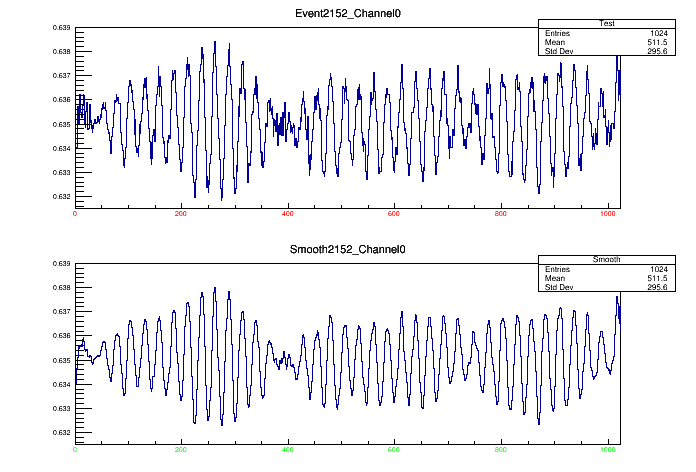 Event2152_Channel0
Test
Entries 1024
Mean 511.5
Std Dev 295.6
0.639
0.638
0.637
0.636
0.635
0.634
0.633
0.632
0 200 400 600 800 1000
Smooth2152_Channel0
Smooth
Entries 1024
Mean 511.5
Std Dev 295.6
0.639
0.638
0.637
0.636
0.635
0.634
0.633
0.632
0 200 400 600 800 1000